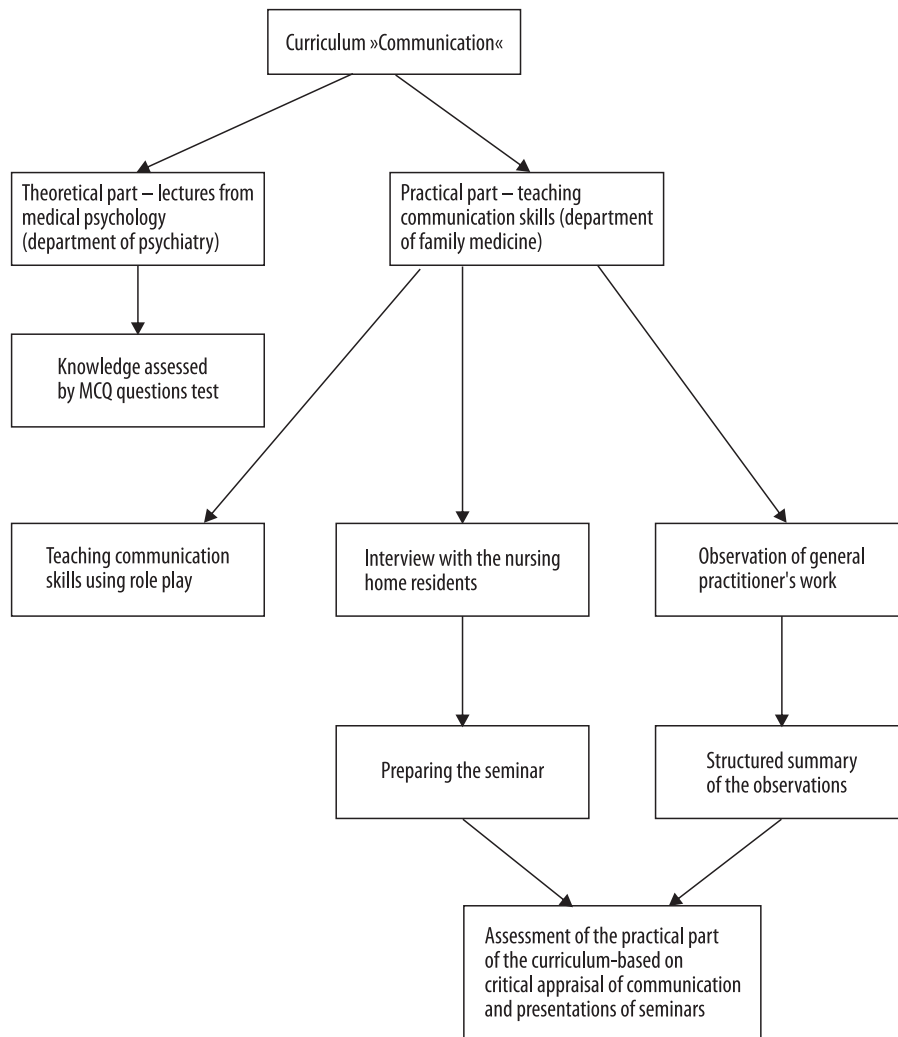 Curriculum »Communication«
Theoretical part – lectures from
medical psychology
(department of psychiatry)
Practical part – teaching
communication skills (department
of family medicine)
Knowledge assessed
by MCQ questions test
Teaching communication
skills using role play
Interview with the nursing
home residents
Observation of general
practitioner's work
Preparing the seminar
Structured summary
of the observations
Assessment of the practical part
of the curriculum-based on
critical appraisal of communication
and presentations of seminars